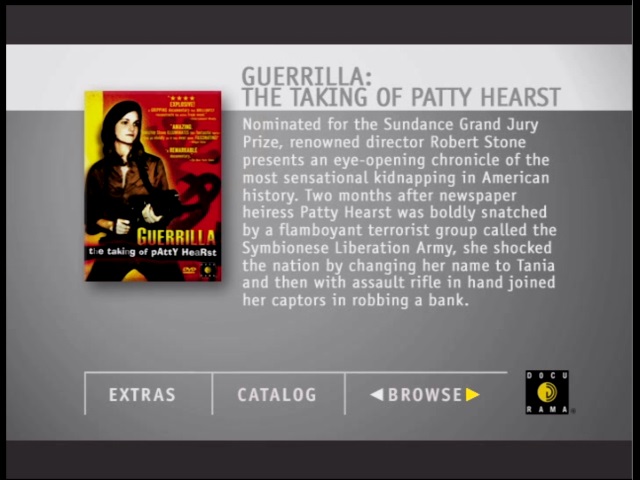 GUERRILLA:
THE TAKING OF PATTY HEARST
Nominated for the Sundance Grand Jury
Prize, renowned director Robert Stone
presents an eye-opening chronicle of the
most sensational kidnapping in American
history. Two months after newspaper
heiress Patty Hearst was boldly snatched
by a flamboyant terrorist group called the
Symbionese Liberation Army, she shocked
the nation by changing her name to Tania
and then with assault rifle in hand joined
her captors in robbing a bank.
EXPLOSIVE!
AMAZING
REMARKABLE
GUERRILLA
the taking of pAttY HeaRst
DVD
EXTRAS
CATALOG
BROWSE
DOCU
RAMA